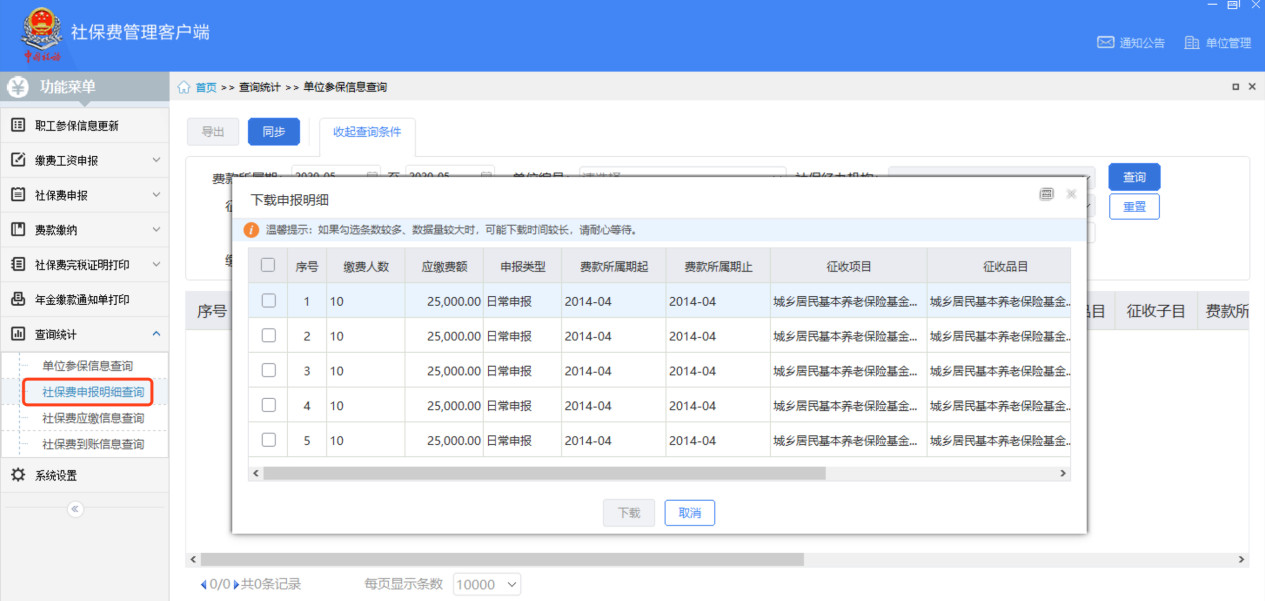 社保费管理客户端
通知公告 单位管理
功能菜单
首页 >> 查询统计 >> 单位参保信息查询
职工参保信息更新
缴费工资申报
社保费申报
费款缴纳
社保费完税证明打印
年金缴款通知单打印
查询统计
单位参保信息查询
社保费申报明细查询
社保费应缴信息查询
社保费到账信息查询
系统设置
导出 同步 收起查询条件
查询
重置
序号 征收子目 费款所
下载申报明细
温馨提示：如果勾选条数较多、数据量较大时，可能下载时间较长，请耐心等待。
序号 缴费人数 应缴费额 申报类型 费款所属期起 费款所属期止 征收项目 征收品目
1 10 25,000.00 日常申报 2014-04 2014-04 城乡居民基本养老保险基金... 城乡居民基本养老保险基金..
2 10 25,000.00 日常申报 2014-04 2014-04 城乡居民基本养老保险基金... 城乡居民基本养老保险基金..
3 10 25,000.00 日常申报 2014-04 2014-04 城乡居民基本养老保险基金... 城乡居民基本养老保险基金..
4 10 25,000.00 日常申报 2014-04 2014-04 城乡居民基本养老保险基金... 城乡居民基本养老保险基金..
5 10 25,000.00 日常申报 2014-04 2014-04 城乡居民基本养老保险基金... 城乡居民基本养老保险基金..
下载 取消
0/0 共0条记录 每页显示条数 10000